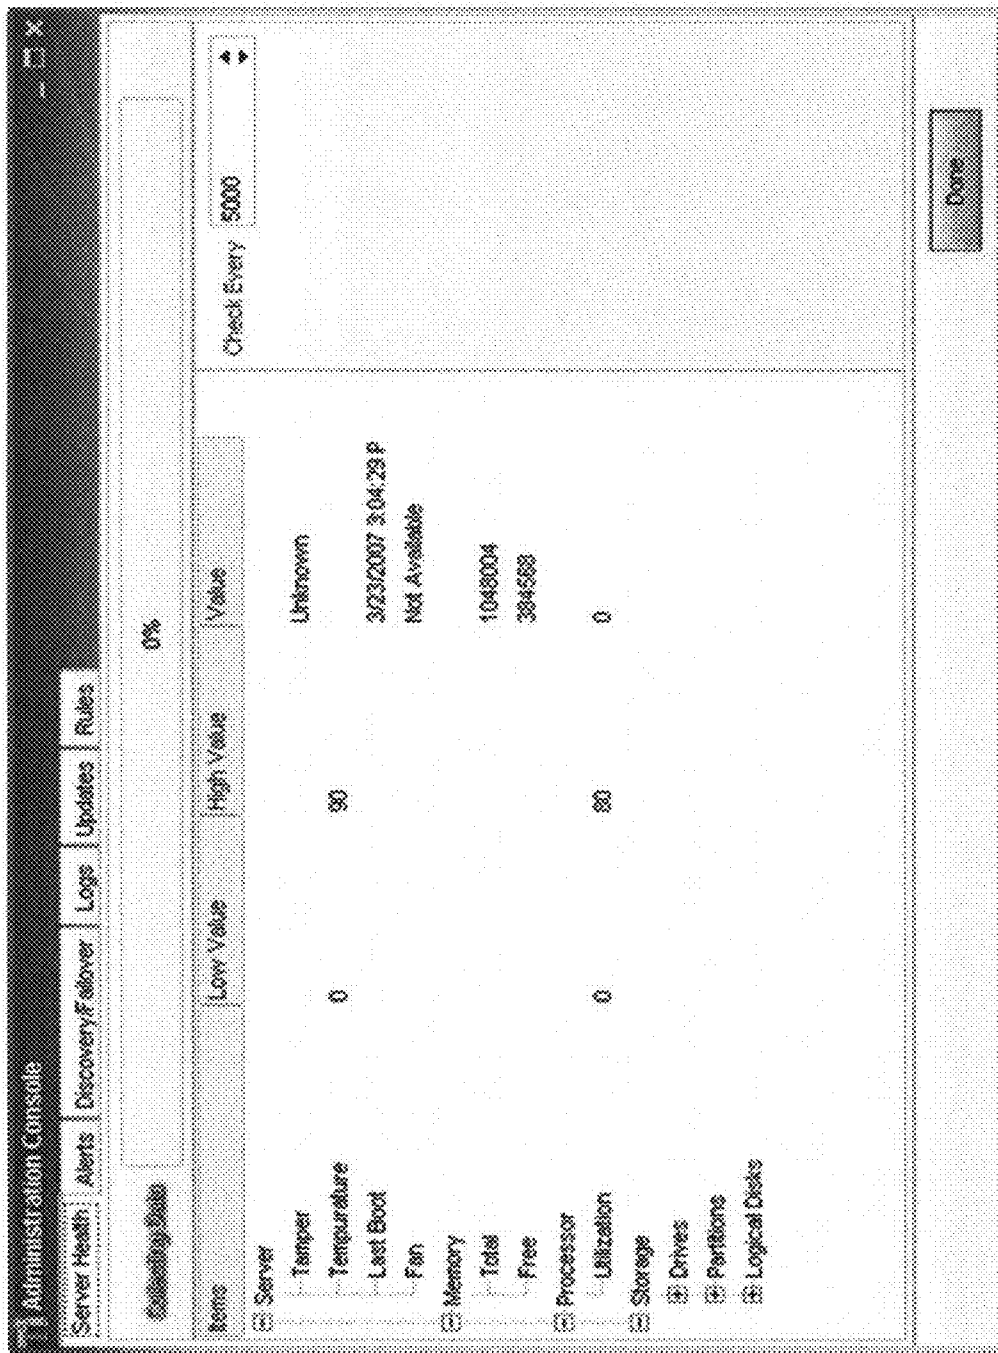 Administration Console
Server Health Alerts Discovery/Failover Logs Updates Rules
Collecting Data 0%
Items Low Value High Value Value
Check Every 5000
Server
Tamper Unknown
Tempurature 0 90
Last Boot 3/23/2007 3:04:29 P
Fan Not Available
Memory
Total 1048004
Free 384568
Processor
Utilization 0 80 0
Storage
Drives
Partitions
Logical Disks
Done